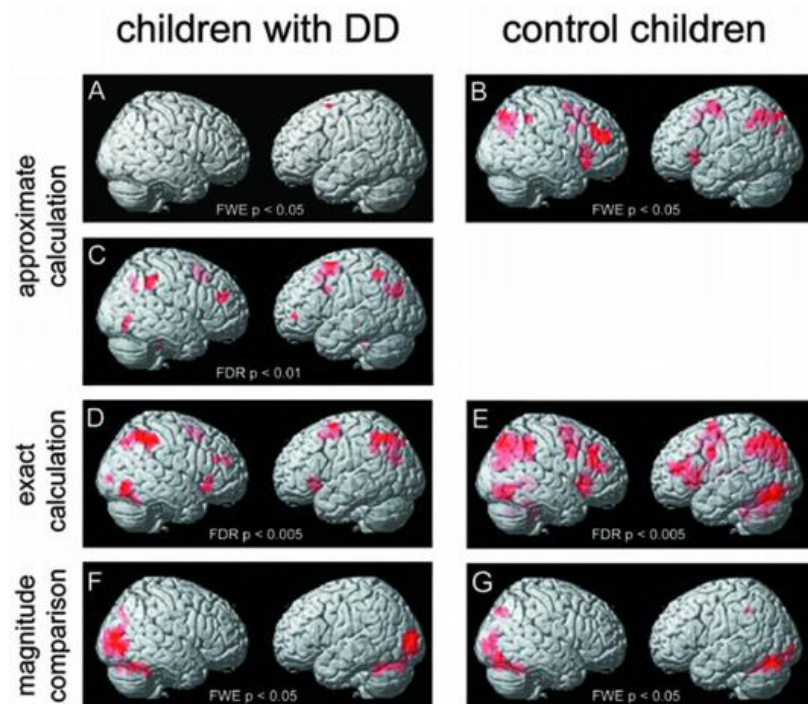 children with DD
control children
approximate
calculation
A
FWE p < 0.05
B
FWE p < 0.05
C
FDR p < 0.01
exact
calculation
D
FDR p < 0.005
E
FDR p < 0.005
magnitude
comparison
F
FWE p < 0.05
G
FWE p < 0.05